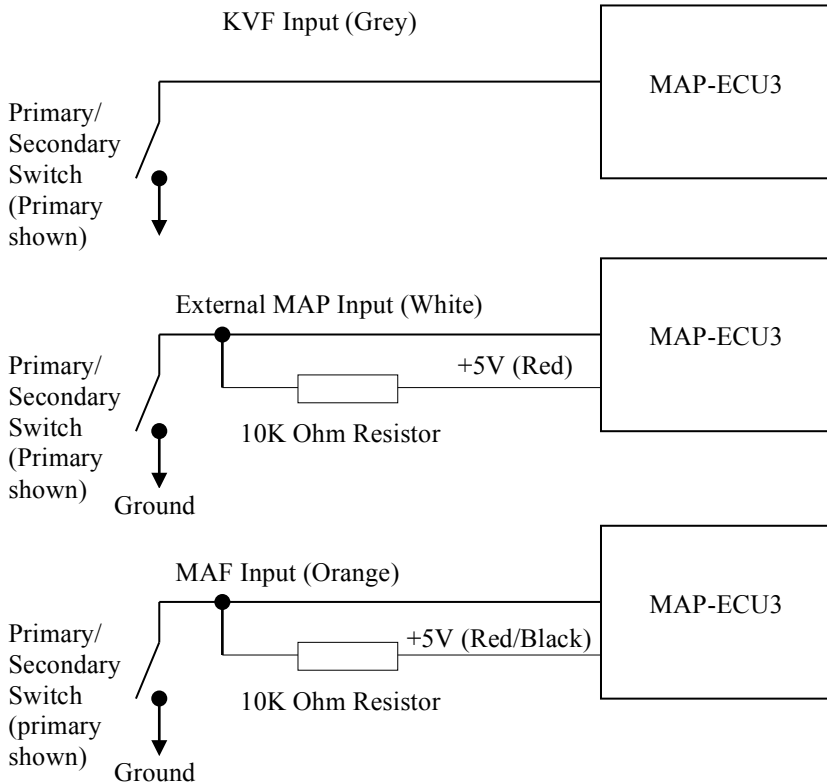 KVF Input (Grey)
MAP-ECU3
Primary/
Secondary
Switch
(Primary
shown)
External MAP Input (White)
MAP-ECU3
+5V (Red)
Primary/
Secondary
Switch
(Primary
shown)
10K Ohm Resistor
Ground
MAF Input (Orange)
MAP-ECU3
+5V (Red/Black)
Primary/
Secondary
Switch
(primary
shown)
10K Ohm Resistor
Ground